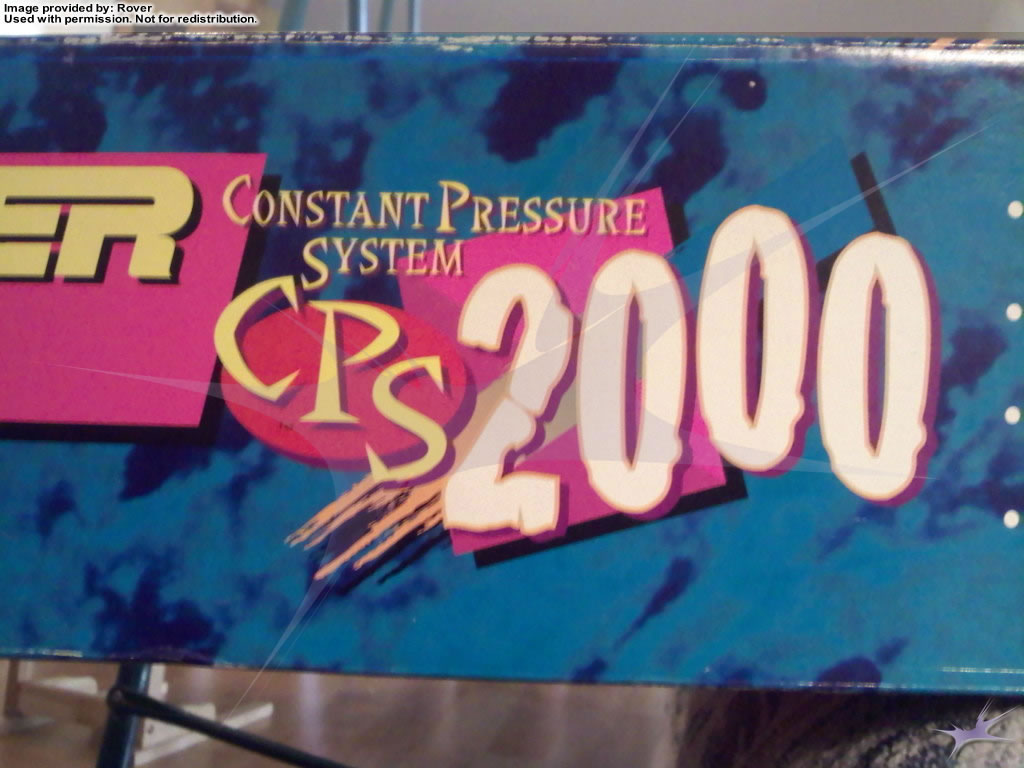 Image provided by: Rover
Used with permission. Not for redistribution.
ER
CONSTANT PRESSURE
SYSTEM
CPS 2000